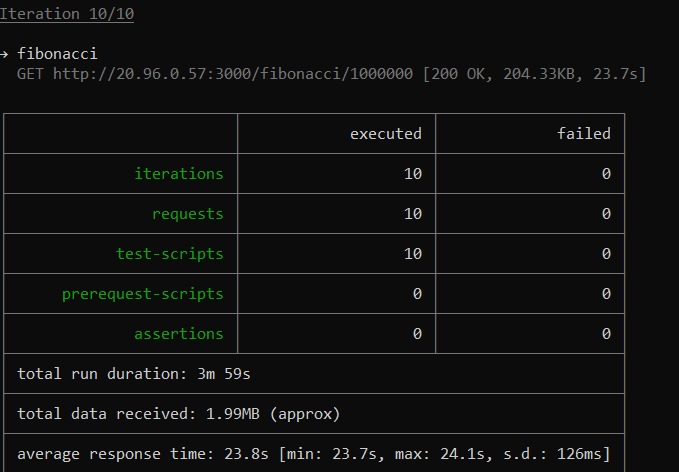 Iteration 10/10
→ fibonacci
GET http://20.96.0.57:3000/fibonacci/1000000 [200 OK, 204.33KB, 23.7s]
executed failed
iterations 10 0
requests 10 0
test-scripts 10 0
prerequest-scripts 0 0
assertions 0 0
total run duration: 3m 59s
total data received: 1.99MB (approx)
average response time: 23.8s [min: 23.7s, max: 24.1s, s.d.: 126ms]